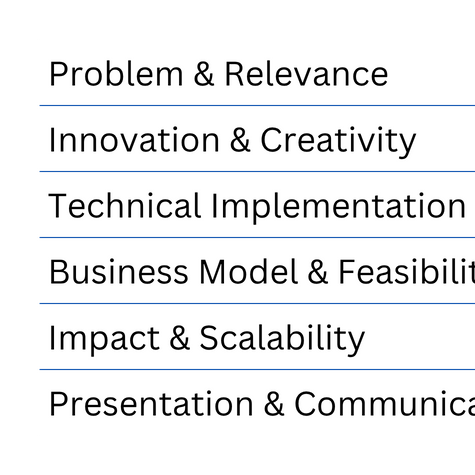 Problem & Relevance
Innovation & Creativity
Technical Implementation
Business Model & Feasibilit
Impact & Scalability
Presentation & Communica